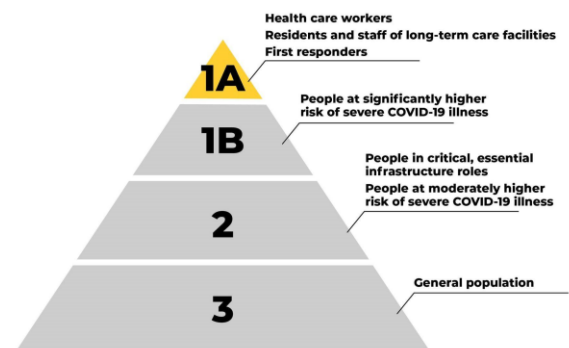 Health care workers
Residents and staff of long-term care facilities
First responders
1A
People at significantly higher
risk of severe COVID-19 illness
1B
People in critical, essential
infrastructure roles
People at moderately higher
risk of severe COVID-19 illness
2
General population
3